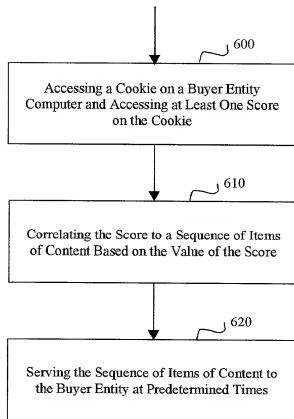 600
Accessing a Cookie on a Buyer Entity
Computer and Accessing at Least One Score
on the Cookie
610
Correlating the Score to a Sequence of Items
of Content Based on the Value of the Score
620
Serving the Sequence of Items of Content to
the Buyer Entity at Predetermined Times